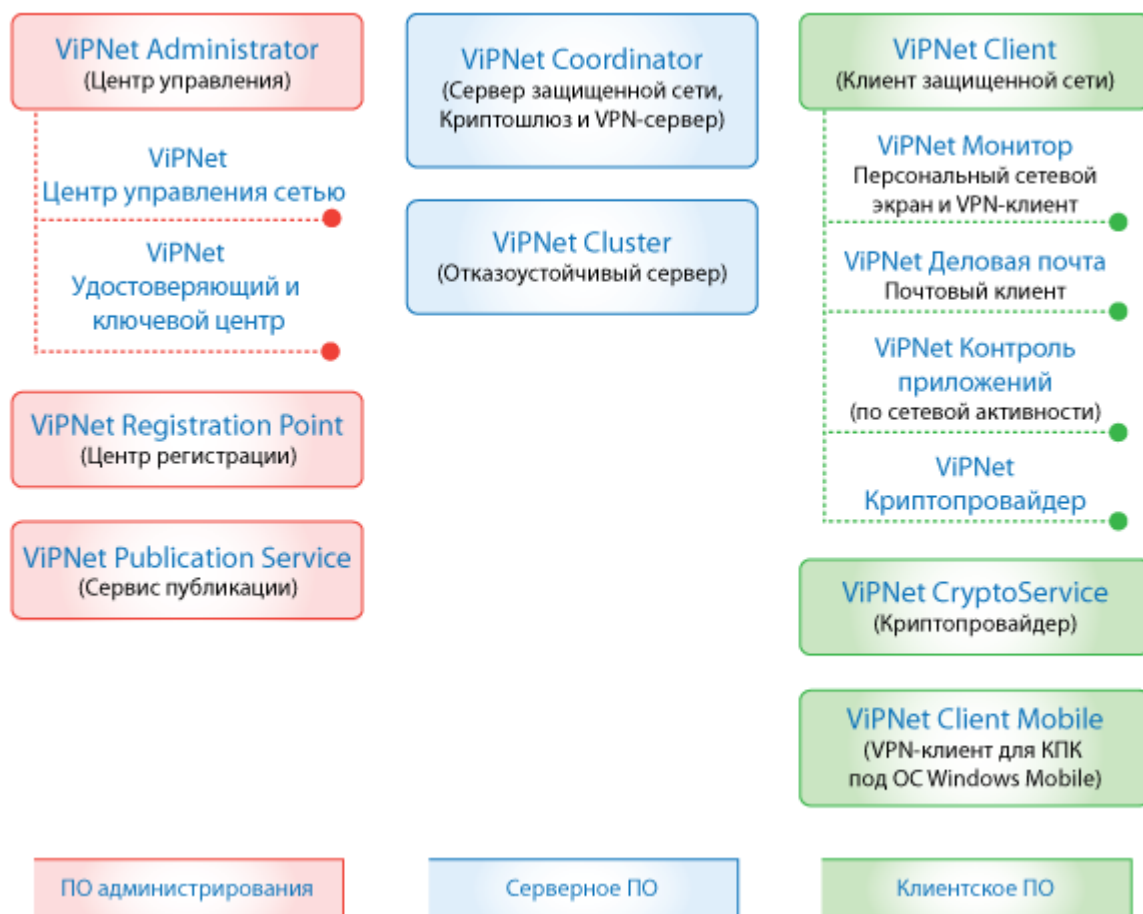 ViPNet Administrator
(Центр управления)
ViPNet
Центр управления сетью
ViPNet
Удостоверяющий и
ключевой центр
ViPNet Registration Point
(Центр регистрации)
ViPNet Publication Service
(Сервис публикации)
ViPNet Coordinator
(Сервер защищенной сети,
Криптошлюз и VPN-сервер)
ViPNet Cluster
(Отказоустойчивый сервер)
ViPNet Client
(Клиент защищенной сети)
ViPNet Монитор
Персональный сетевой
экран и VPN-клиент
ViPNet Деловая почта
Почтовый клиент
ViPNet Контроль
приложений
(по сетевой активности)
ViPNet
Криптопровайдер
ViPNet CryptoService
(Криптопровайдер)
ViPNet Client Mobile
(VPN-клиент для КПК
под ОС Windows Mobile)
ПО администрирования
Серверное ПО
Клиентское ПО